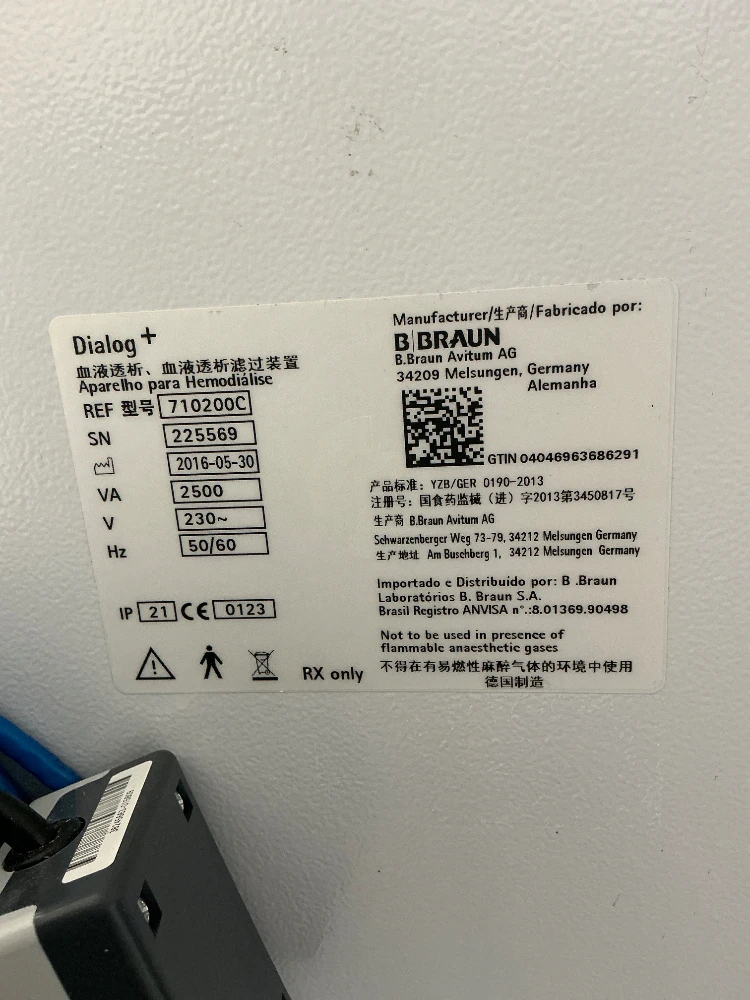 Dialog+
血液透析、血液透析滤过装置
Aparelho para Hemodiálise
REF 型号 710200C
SN 225569
2016-05-30
VA 2500
V 230~
Hz 50/60
IP 21 CE 0123
RX only
Manufacturer/生产商/Fabricado por:
B|BRAUN
B.Braun Avitum AG
34209 Melsungen, Germany
Alemanha
GTIN 04046963686291
产品标准: YZB/GER 0190-2013
注册号: 国食药监械（进）字2013第3450817号
生产商 B.Braun Avitum AG
Schwarzenberger Weg 73-79, 34212 Melsungen Germany
生产地址 Am Buschberg 1, 34212 Melsungen Germany
Importado e Distribuído por: B .Braun
Laboratórios B. Braun S.A.
Brasil Registro ANVISA n°.:8.01369.90498
Not to be used in presence of
flammable anaesthetic gases
不得在有易燃性麻醉气体的环境中使用
德国制造